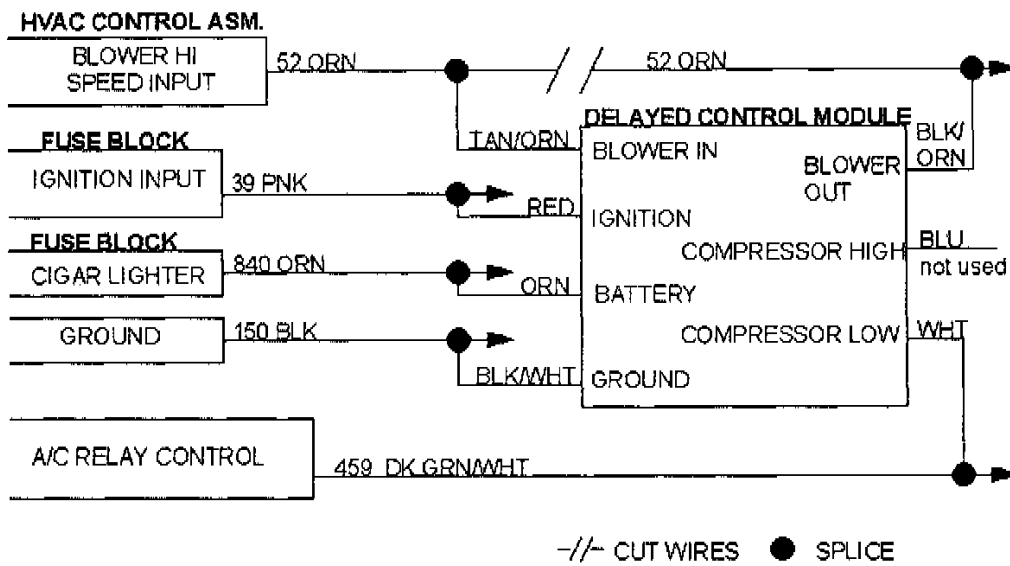 HVAC CONTROL ASM.
BLOWER HI
SPEED INPUT
52 ORN
52 ORN
DELAYED CONTROL MODULE
TAN/ORN
BLOWER IN
BLOWER
OUT
BLK/
ORN
FUSE BLOCK
IGNITION INPUT
39 PNK
RED
IGNITION
COMPRESSOR HIGH
BLU
not used
FUSE BLOCK
CIGAR LIGHTER
840 ORN
ORN
BATTERY
GROUND
150 BLK
COMPRESSOR LOW
WHT
BLK/WHT
GROUND
A/C RELAY CONTROL
459 DK GRN/WHT
-//- CUT WIRES
SPLICE